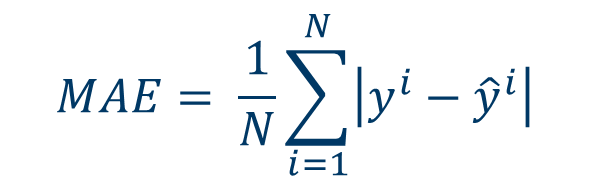 MAE = 1/N ∑_{i=1}^{N} |y^i − ŷ^i|